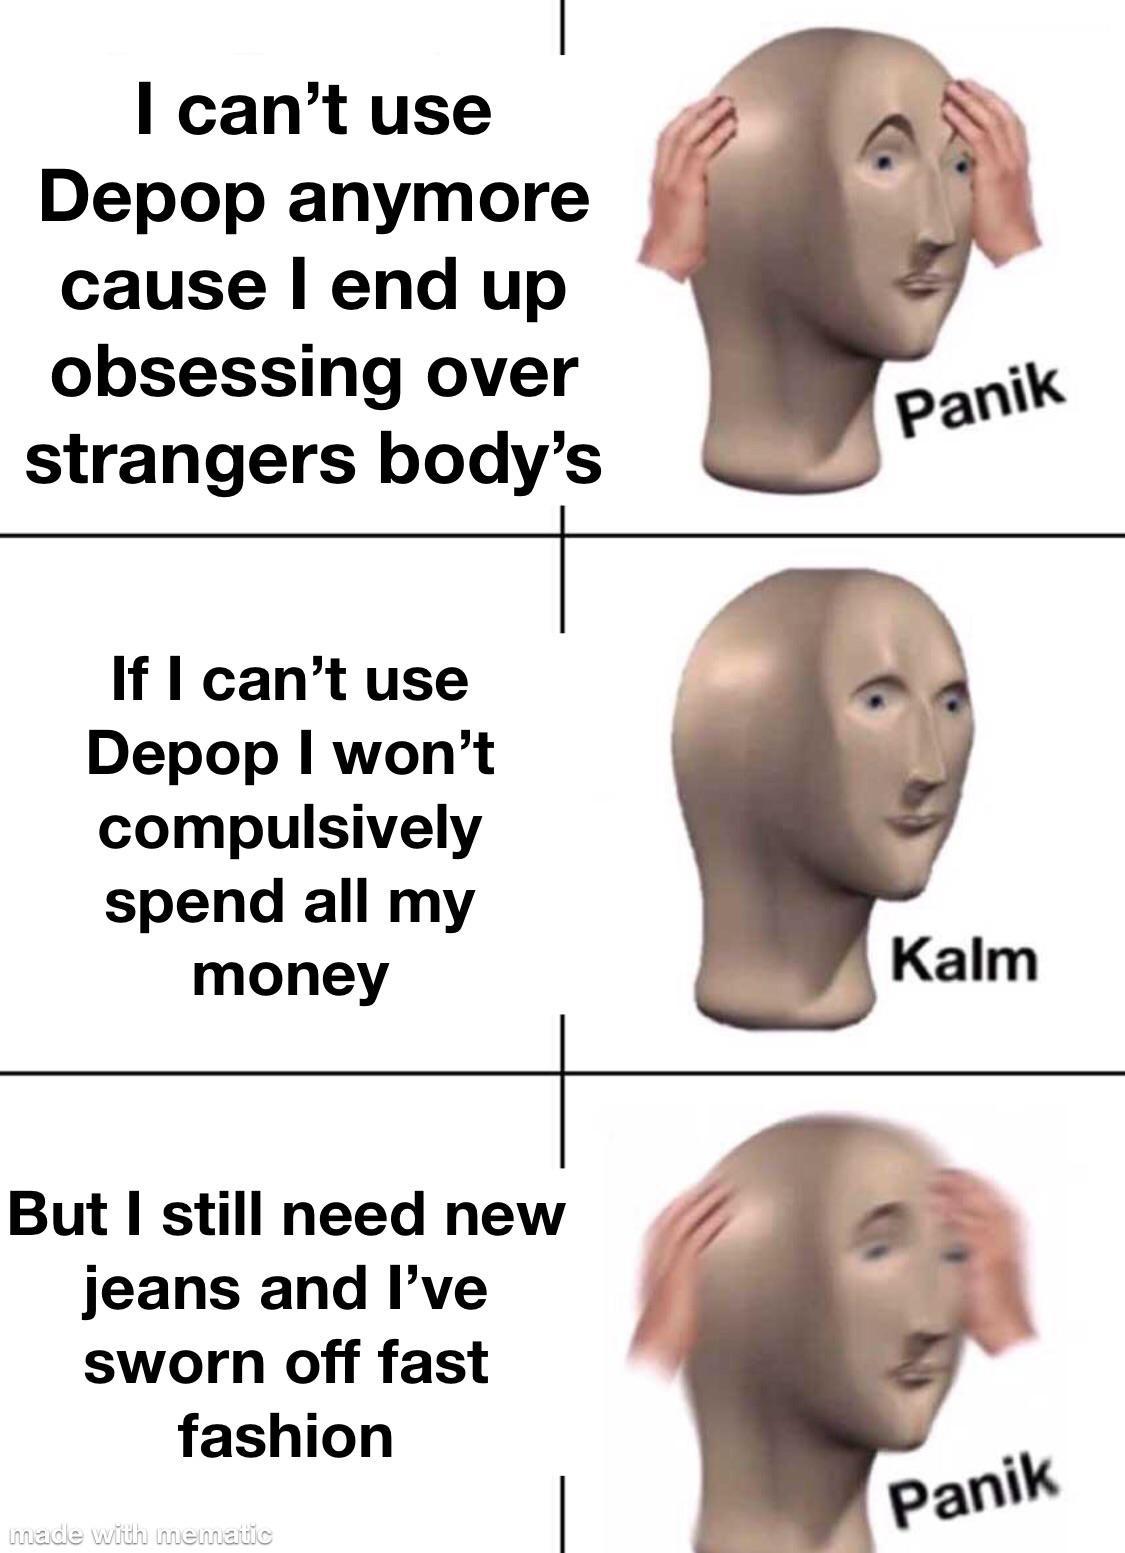 I can’t use
Depop anymore
cause I end up
obsessing over
strangers body’s
Panik
If I can’t use
Depop I won’t
compulsively
spend all my
money
Kalm
But I still need new
jeans and I’ve
sworn off fast
fashion
Panik
made with mematic